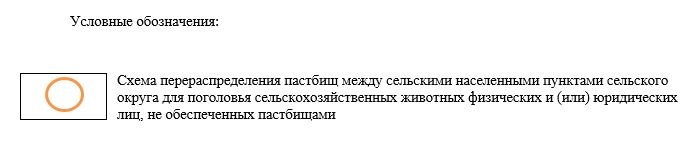 Условные обозначения:
Схема перераспределения пастбищ между сельскими населенными пунктами сельского
округа для поголовья сельскохозяйственных животных физических и (или) юридических
лиц, не обеспеченных пастбищами